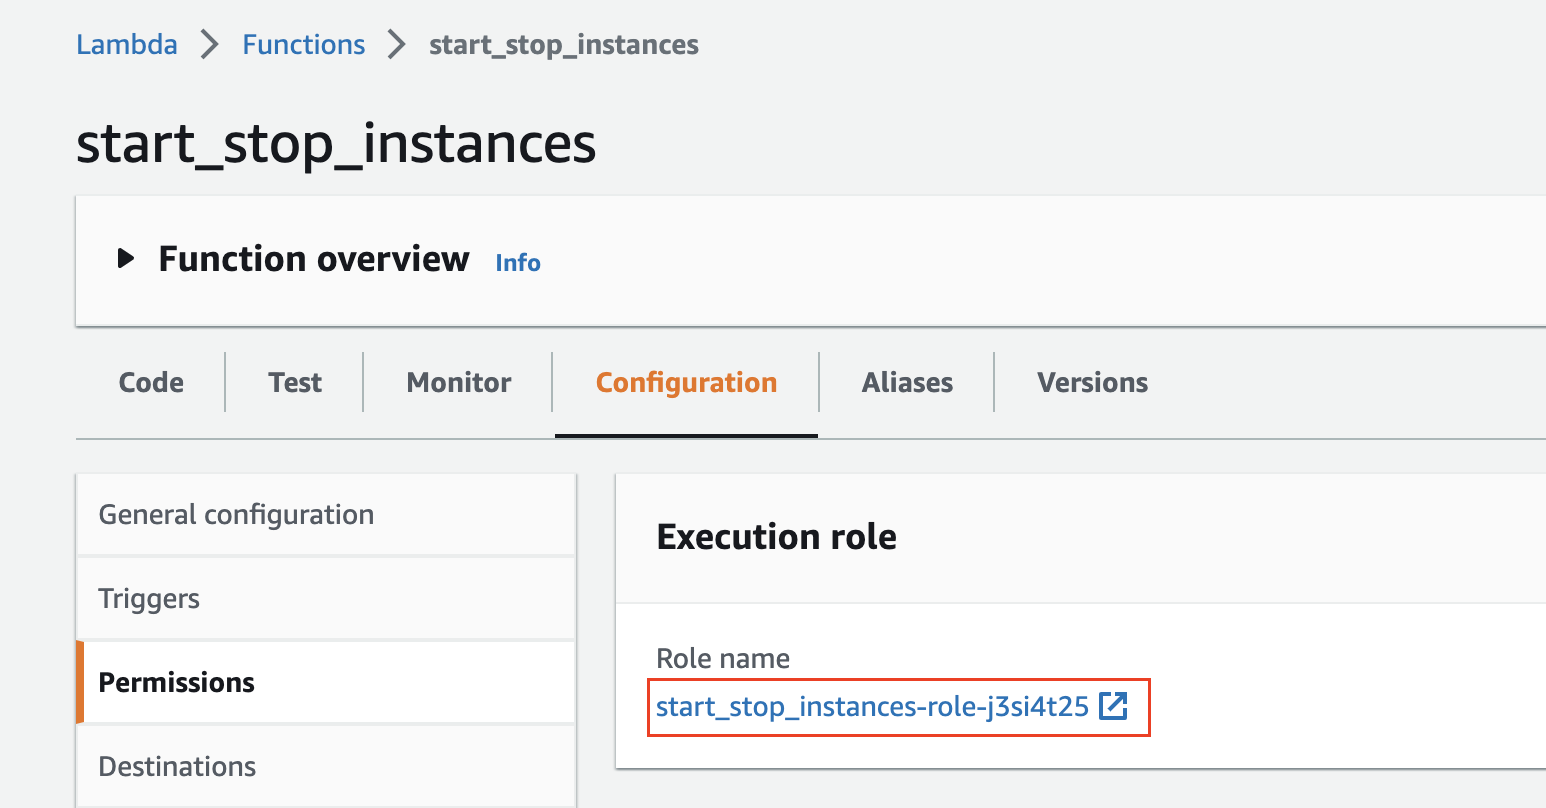 Lambda > Functions > start_stop_instances
start_stop_instances
Function overview Info
Code Test Monitor Configuration Aliases Versions
General configuration
Triggers
Permissions
Destinations
Execution role
Role name
start_stop_instances-role-j3si4t25